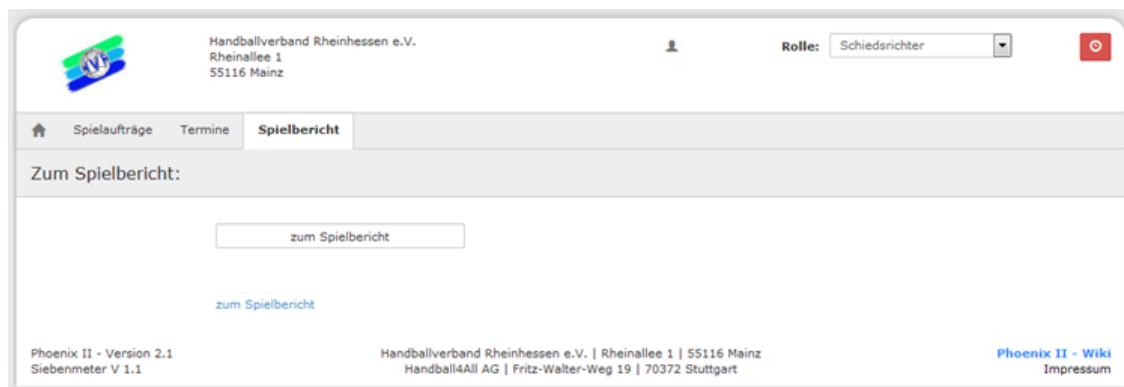 Handballverband Rheinhessen e.V.
Rheinallee 1
55116 Mainz
Rolle: Schiedsrichter
Spielaufträge Termine Spielbericht
Zum Spielbericht:
zum Spielbericht
zum Spielbericht
Phoenix II - Version 2.1
Siebenmeter V 1.1
Handballverband Rheinhessen e.V. | Rheinallee 1 | 55116 Mainz
Handball4All AG | Fritz-Walter-Weg 19 | 70372 Stuttgart
Phoenix II - Wiki
Impressum